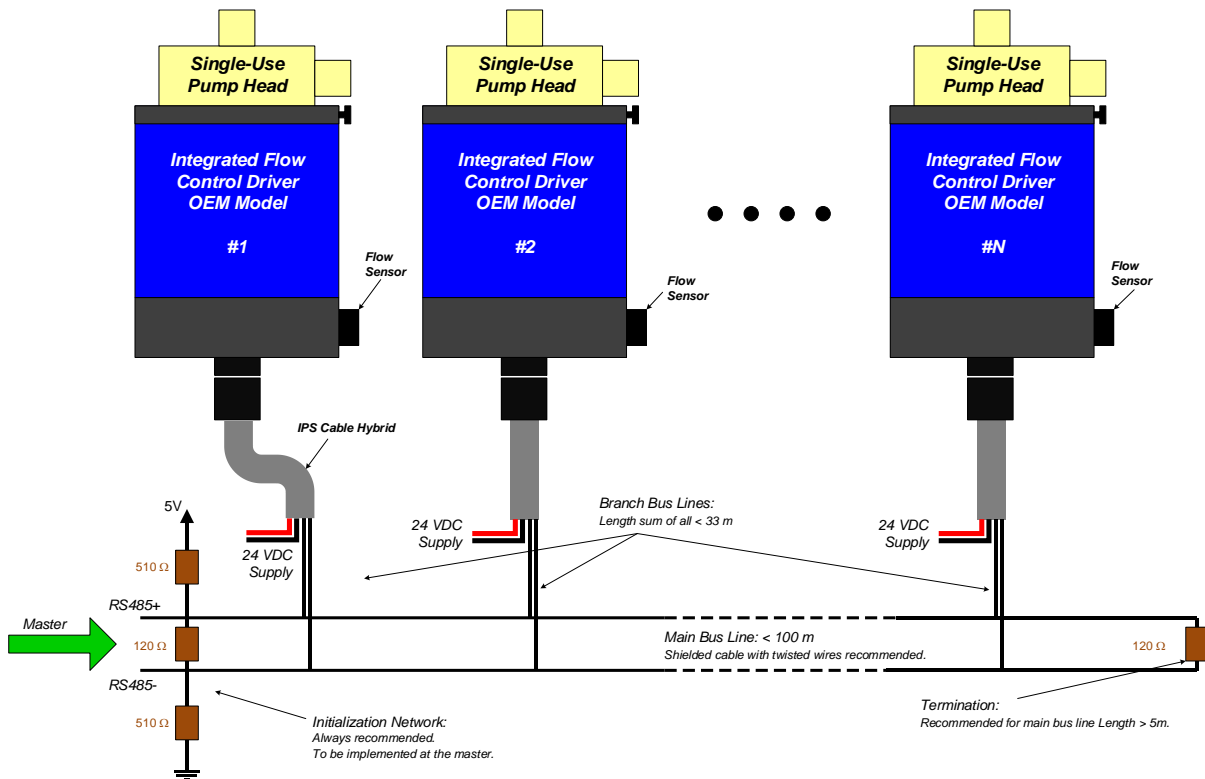 Single-Use
Pump Head
Single-Use
Pump Head
Single-Use
Pump Head
Integrated Flow
Control Driver
OEM Model
#1
Integrated Flow
Control Driver
OEM Model
#2
Integrated Flow
Control Driver
OEM Model
#N
Flow
Sensor
Flow
Sensor
Flow
Sensor
IPS Cable Hybrid
5V
24 VDC
Supply
24 VDC
Supply
24 VDC
Supply
Branch Bus Lines:
Length sum of all < 33 m
510 Ω
RS485+
Master
120 Ω
RS485-
510 Ω
Main Bus Line: < 100 m
Shielded cable with twisted wires recommended.
120 Ω
Initialization Network:
Always recommended.
To be implemented at the master.
Termination:
Recommended for main bus line Length > 5m.